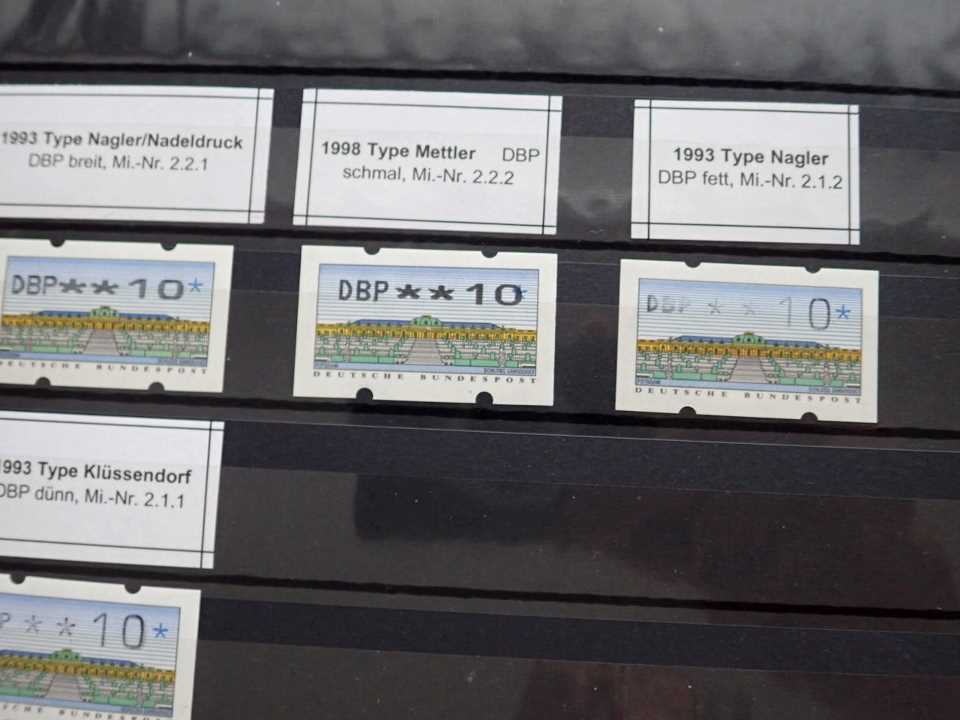 1993 Type Nagler/Nadeldruck
DBP breit, Mi.-Nr. 2.2.1
1998 Type Mettler DBP
schmal, Mi.-Nr. 2.2.2
1993 Type Nagler
DBP fett, Mi.-Nr. 2.1.2
DBP**10*
DEUTSCHE BUNDESPOST
DBP**10*
DEUTSCHE BUNDESPOST
DBP * * 10*
DEUTSCHE BUNDESPOST
1993 Type Klüssendorf
DBP dünn, Mi.-Nr. 2.1.1
P * * 10*